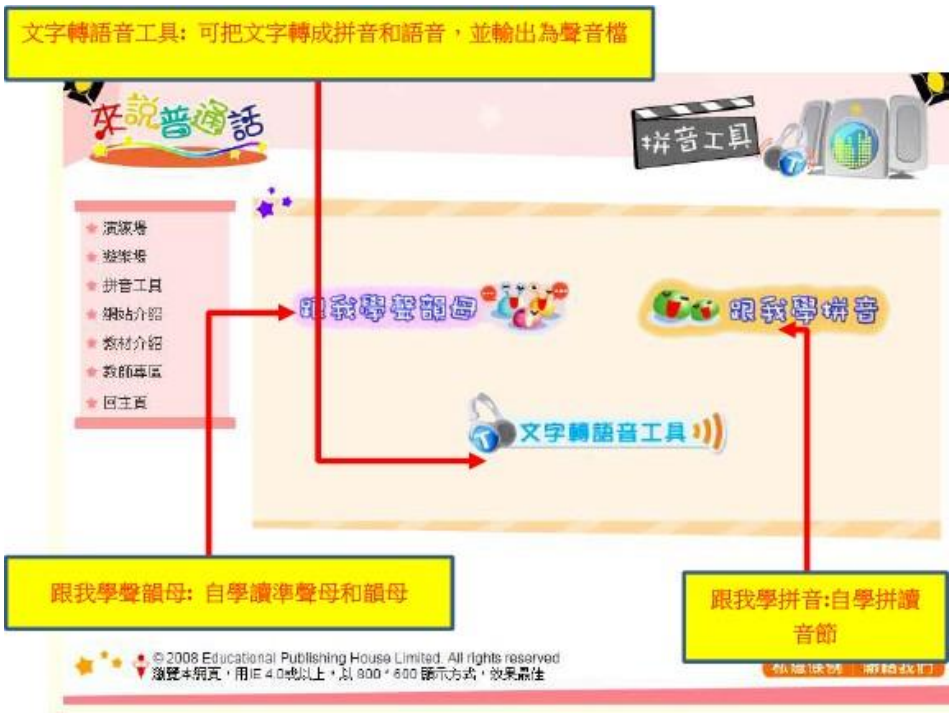 文字轉語音工具: 可把文字轉成拼音和語音，並輸出為聲音檔
來説普通話
拼音工具
演練場
遊樂場
拼音工具
網站介紹
教材介紹
教師專區
回主頁
跟我學聲韻母
跟我學拼音
文字轉語音工具
跟我學聲韻母: 自學讀準聲母和韻母
跟我學拼音:自學拼讀
音節
© 2008 Educational Publishing House Limited. All rights reserved
瀏覽本網頁，用IE 4.0或以上，以 800 * 600 顯示方式，效果最佳